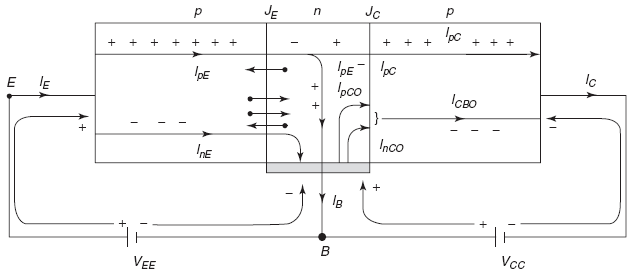 p J_E n J_C p
+ + + + + + + − + + + + I_pC + + +
I_pE I_pE − I_pC
E I_E + I_pCO I_C
+ I_CBO
+ − − − } − − − −
I_nE I_nCO
− I_B +
+ − + −
B
V_EE V_CC